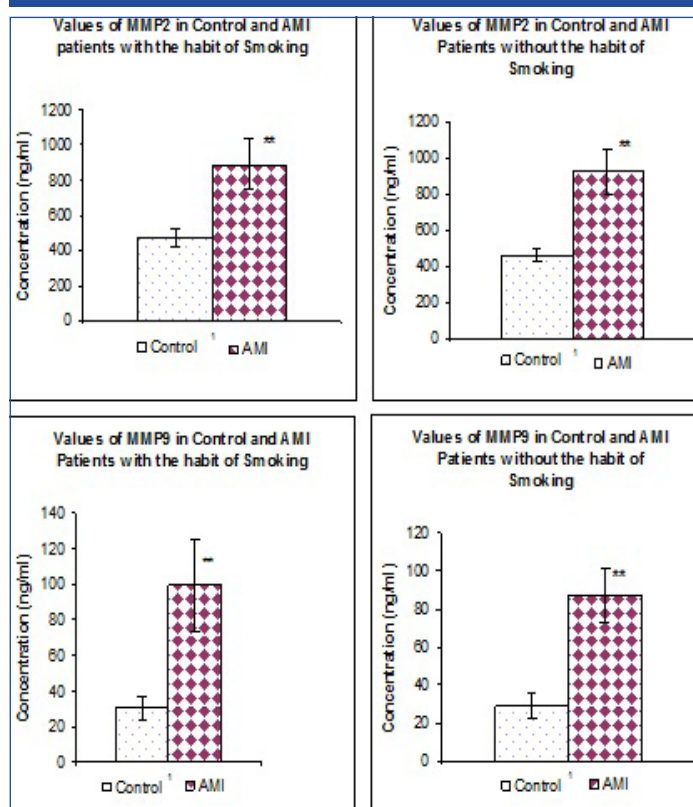 Values of MMP2 in Control and AMI
patients with the habit of Smoking
Concentration (ng/ml)
1200
1000
800
600
400
200
0
**
1
Control
AMI
Values of MMP2 in Control and AMI
Patients without the habit of
Smoking
Concentration (ng/ml)
1200
1000
800
600
400
200
0
**
1
Control
AMI
Values of MMP9 in Control and AMI
Patients with the habit of Smoking
Concentration (ng/ml)
140
120
100
80
60
40
20
0
**
1
Control
AMI
Values of MMP9 in Control and AMI
Patients without the habit of
Smoking
Concentration (ng/ml)
120
100
80
60
40
20
0
**
1
Control
AMI